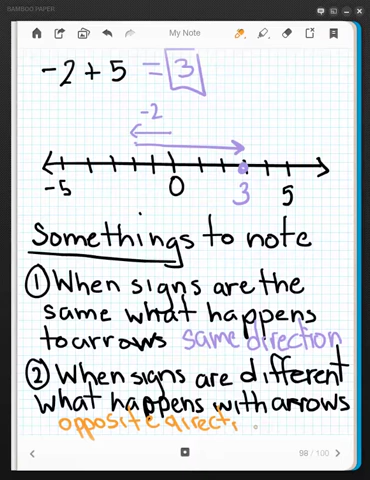 BAMBOO PAPER
My Note
-2 + 5 = 3
-2
-5 0 3 5
Somethings to note
① When signs are the
same what happens
to arrows same direction
② When signs are different
what happens with arrows
opposite direct
98 / 100